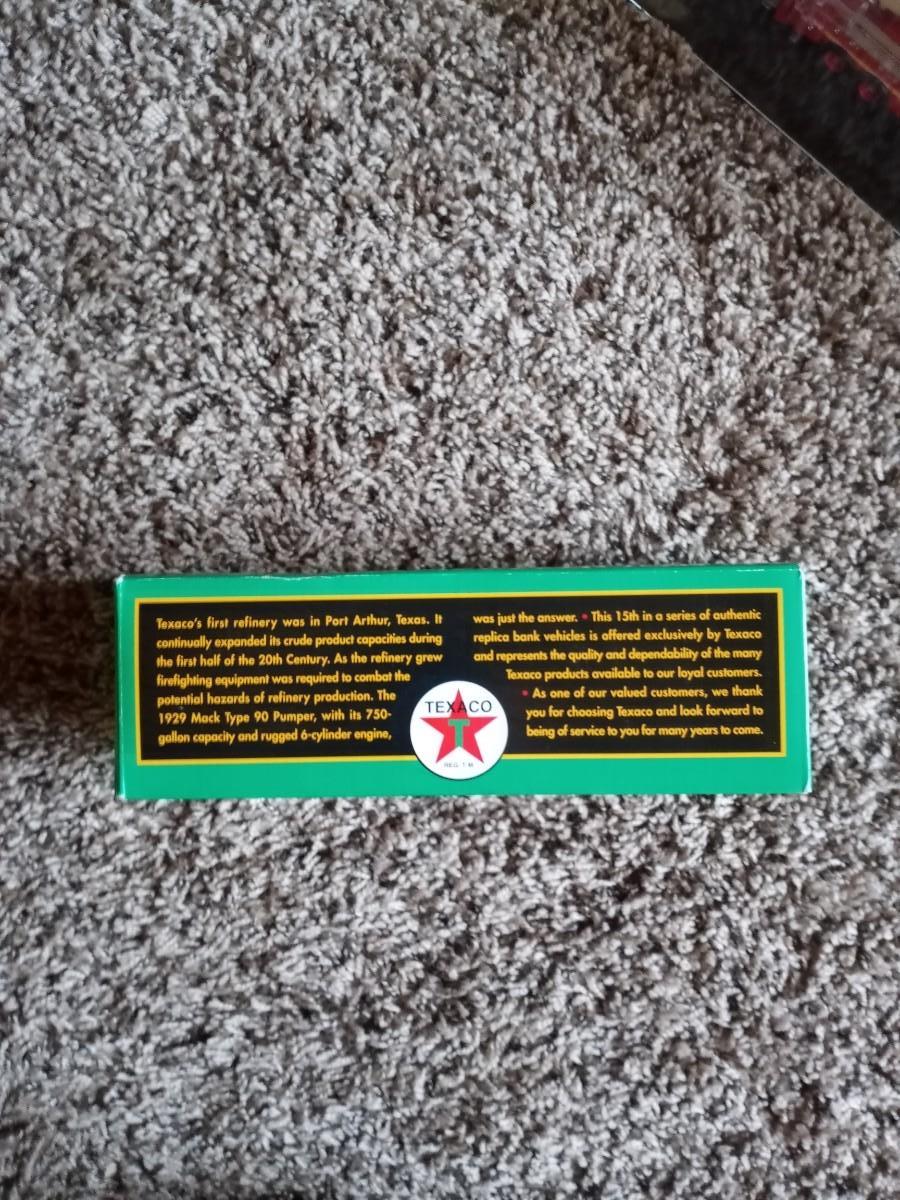 Texaco's first refinery was in Port Arthur, Texas. It
continually expanded its crude product capacities during
the first half of the 20th Century. As the refinery grew
firefighting equipment was required to combat the
potential hazards of refinery production. The
1929 Mack Type 90 Pumper, with its 750-
gallon capacity and rugged 6-cylinder engine,
was just the answer. • This 15th in a series of authentic
replica bank vehicles is offered exclusively by Texaco
and represents the quality and dependability of the many
Texaco products available to our loyal customers.
• As one of our valued customers, we thank
you for choosing Texaco and look forward to
being of service to you for many years to come.
TEXACO
T
REG. T.M.